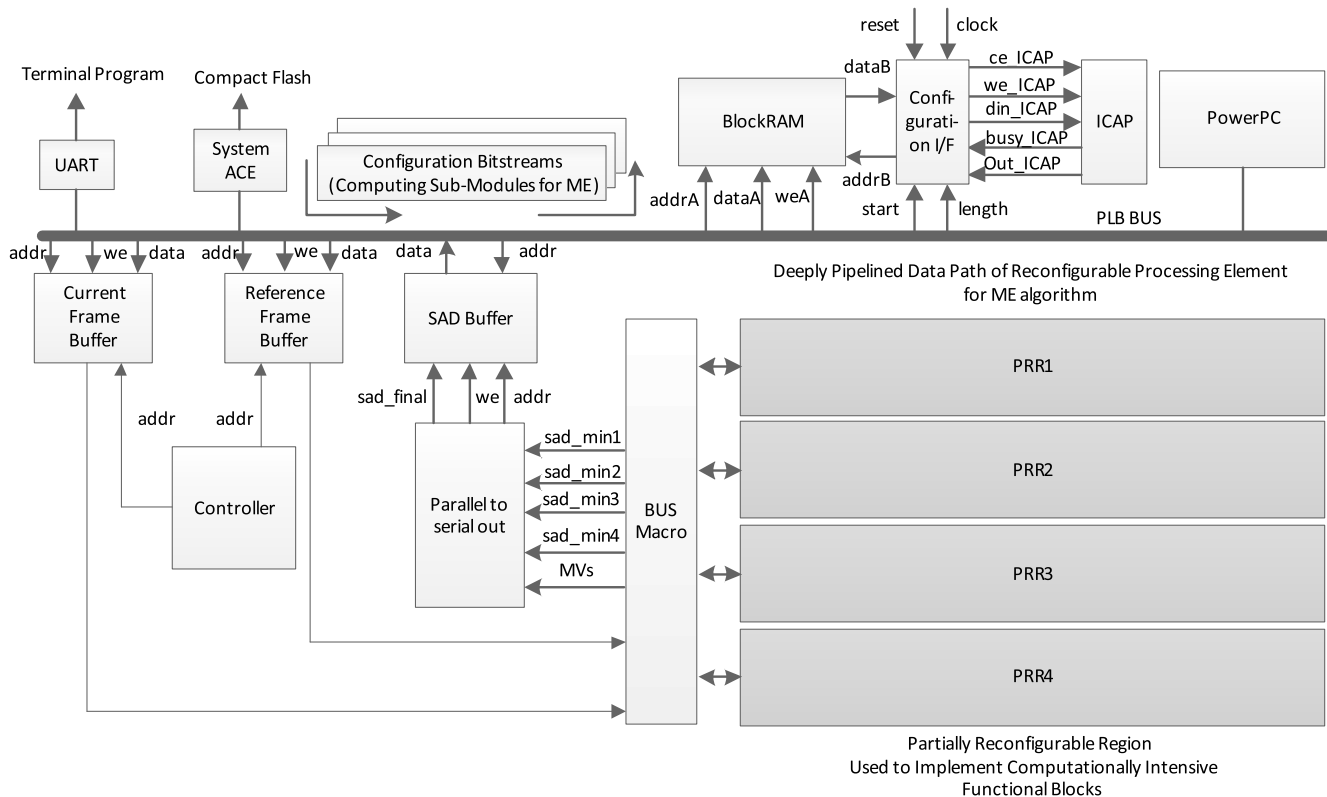 reset
clock
Terminal Program
Compact Flash
dataB
ce_ICAP
we_ICAP
din_ICAP
busy_ICAP
Out_ICAP
Confi-
gurati-
on I/F
ICAP
PowerPC
BlockRAM
UART
System
ACE
Configuration Bitstreams
(Computing Sub-Modules for ME)
addrA
dataA
weA
addrB
start
length
PLB BUS
addr
we
data
addr
we
data
data
addr
Current
Frame
Buffer
Reference
Frame
Buffer
SAD Buffer
Deeply Pipelined Data Path of Reconfigurable Processing Element
for ME algorithm
PRR1
sad_final
we
addr
addr
addr
sad_min1
sad_min2
sad_min3
sad_min4
MVs
Controller
Parallel to
serial out
BUS
Macro
PRR2
PRR3
PRR4
Partially Reconfigurable Region
Used to Implement Computationally Intensive
Functional Blocks